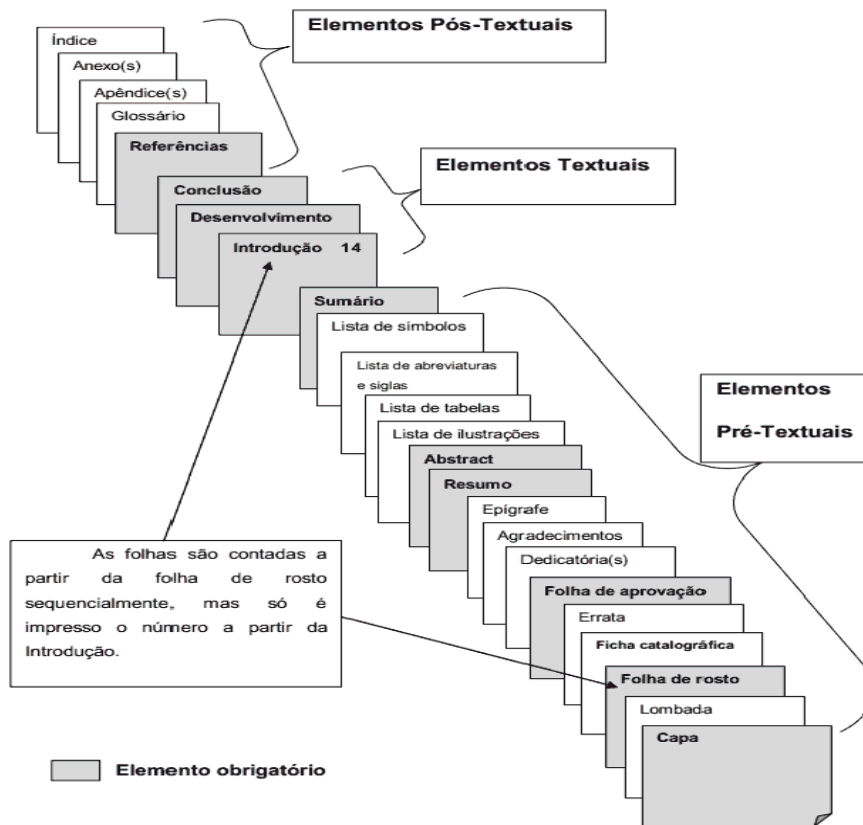 Elementos Pós-Textuais
Índice
Anexo(s)
Apêndice(s)
Glossário
Referências
Elementos Textuais
Conclusão
Desenvolvimento
Introdução 14
Sumário
Lista de símbolos
Lista de abreviaturas
e siglas
Lista de tabelas
Lista de ilustrações
Elementos
Pré-Textuais
Abstract
Resumo
Epígrafe
Agradecimentos
Dedicatória(s)
Folha de aprovação
Errata
Ficha catalográfica
Folha de rosto
Lombada
Capa
As folhas são contadas a
partir da folha de rosto
sequencialmente, mas só é
impresso o número a partir da
Introdução.
Elemento obrigatório